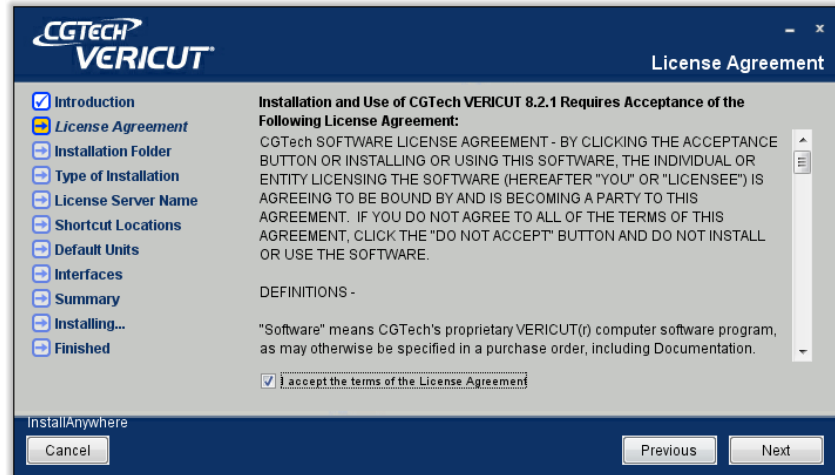 CGTECH
VERICUT®
License Agreement
Introduction
License Agreement
Installation Folder
Type of Installation
License Server Name
Shortcut Locations
Default Units
Interfaces
Summary
Installing...
Finished
Installation and Use of CGTech VERICUT 8.2.1 Requires Acceptance of the
Following License Agreement:
CGTech SOFTWARE LICENSE AGREEMENT - BY CLICKING THE ACCEPTANCE
BUTTON OR INSTALLING OR USING THIS SOFTWARE, THE INDIVIDUAL OR
ENTITY LICENSING THE SOFTWARE (HEREAFTER "YOU" OR "LICENSEE") IS
AGREEING TO BE BOUND BY AND IS BECOMING A PARTY TO THIS
AGREEMENT. IF YOU DO NOT AGREE TO ALL OF THE TERMS OF THIS
AGREEMENT, CLICK THE "DO NOT ACCEPT" BUTTON AND DO NOT INSTALL
OR USE THE SOFTWARE.
DEFINITIONS -
"Software" means CGTech's proprietary VERICUT(r) computer software program,
as may otherwise be specified in a purchase order, including Documentation.
I accept the terms of the License Agreement
InstallAnywhere
Cancel
Previous
Next